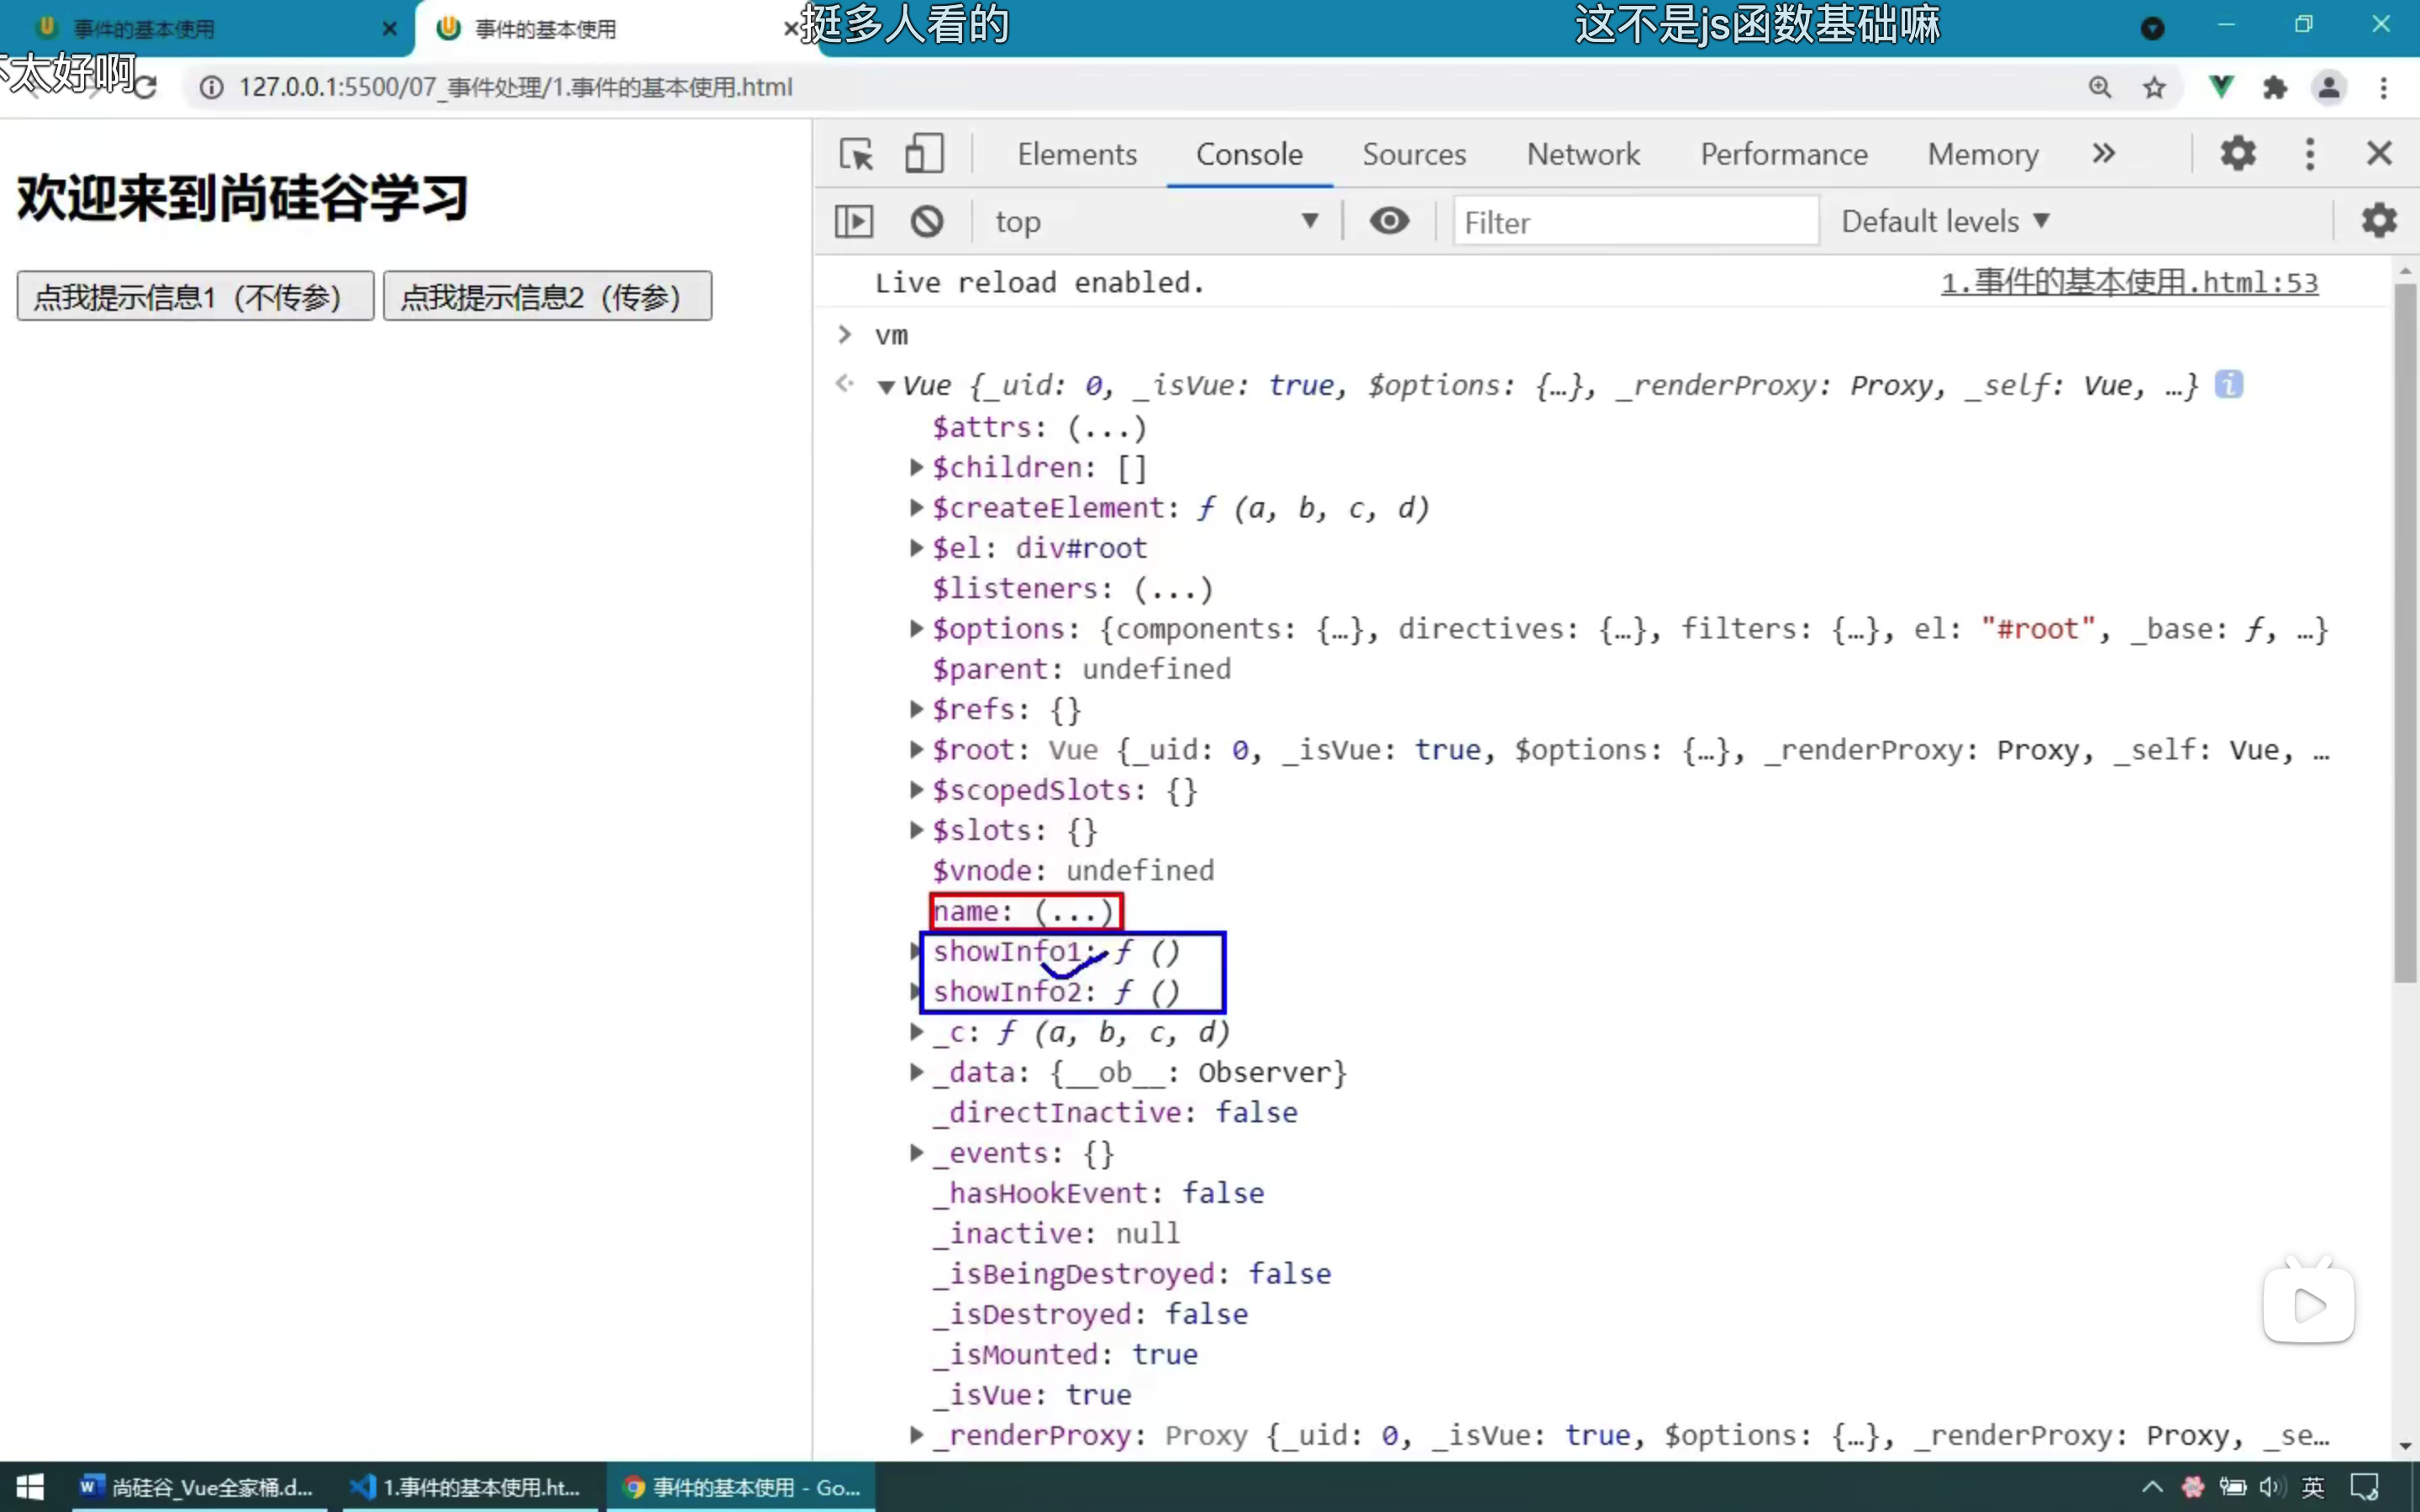 事件的基本使用
事件的基本使用
挺多人看的
这不是js函数基础嘛
不太好啊
127.0.0.1:5500/07_事件处理/1.事件的基本使用.html
欢迎来到尚硅谷学习
点我提示信息1（不传参）
点我提示信息2（传参）
Elements Console Sources Network Performance Memory
top Filter Default levels
Live reload enabled. 1.事件的基本使用.html:53
vm
Vue {_uid: 0, _isVue: true, $options: {…}, _renderProxy: Proxy, _self: Vue, …}
$attrs: (...)
$children: []
$createElement: ƒ (a, b, c, d)
$el: div#root
$listeners: (...)
$options: {components: {…}, directives: {…}, filters: {…}, el: "#root", _base: ƒ, …}
$parent: undefined
$refs: {}
$root: Vue {_uid: 0, _isVue: true, $options: {…}, _renderProxy: Proxy, _self: Vue, …
$scopedSlots: {}
$slots: {}
$vnode: undefined
name: (...)
showInfo1: ƒ ()
showInfo2: ƒ ()
_c: ƒ (a, b, c, d)
_data: {__ob__: Observer}
_directInactive: false
_events: {}
_hasHookEvent: false
_inactive: null
_isBeingDestroyed: false
_isDestroyed: false
_isMounted: true
_isVue: true
_renderProxy: Proxy {_uid: 0, _isVue: true, $options: {…}, _renderProxy: Proxy, _se…
尚硅谷_Vue全家桶.d...
1.事件的基本使用.ht...
事件的基本使用 - Go...
英